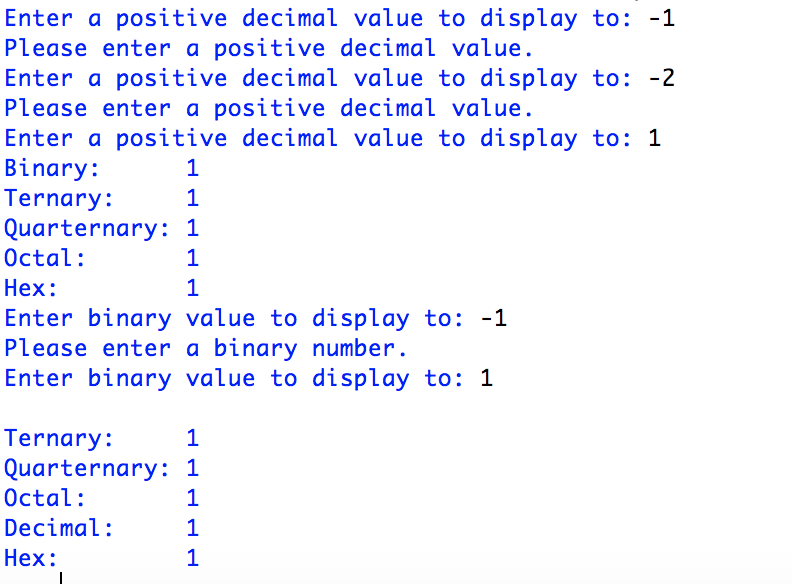 Enter a positive decimal value to display to: -1
Please enter a positive decimal value.
Enter a positive decimal value to display to: -2
Please enter a positive decimal value.
Enter a positive decimal value to display to: 1
Binary:      1
Ternary:     1
Quarternary: 1
Octal:       1
Hex:         1
Enter binary value to display to: -1
Please enter a binary number.
Enter binary value to display to: 1

Ternary:     1
Quarternary: 1
Octal:       1
Decimal:     1
Hex:         1